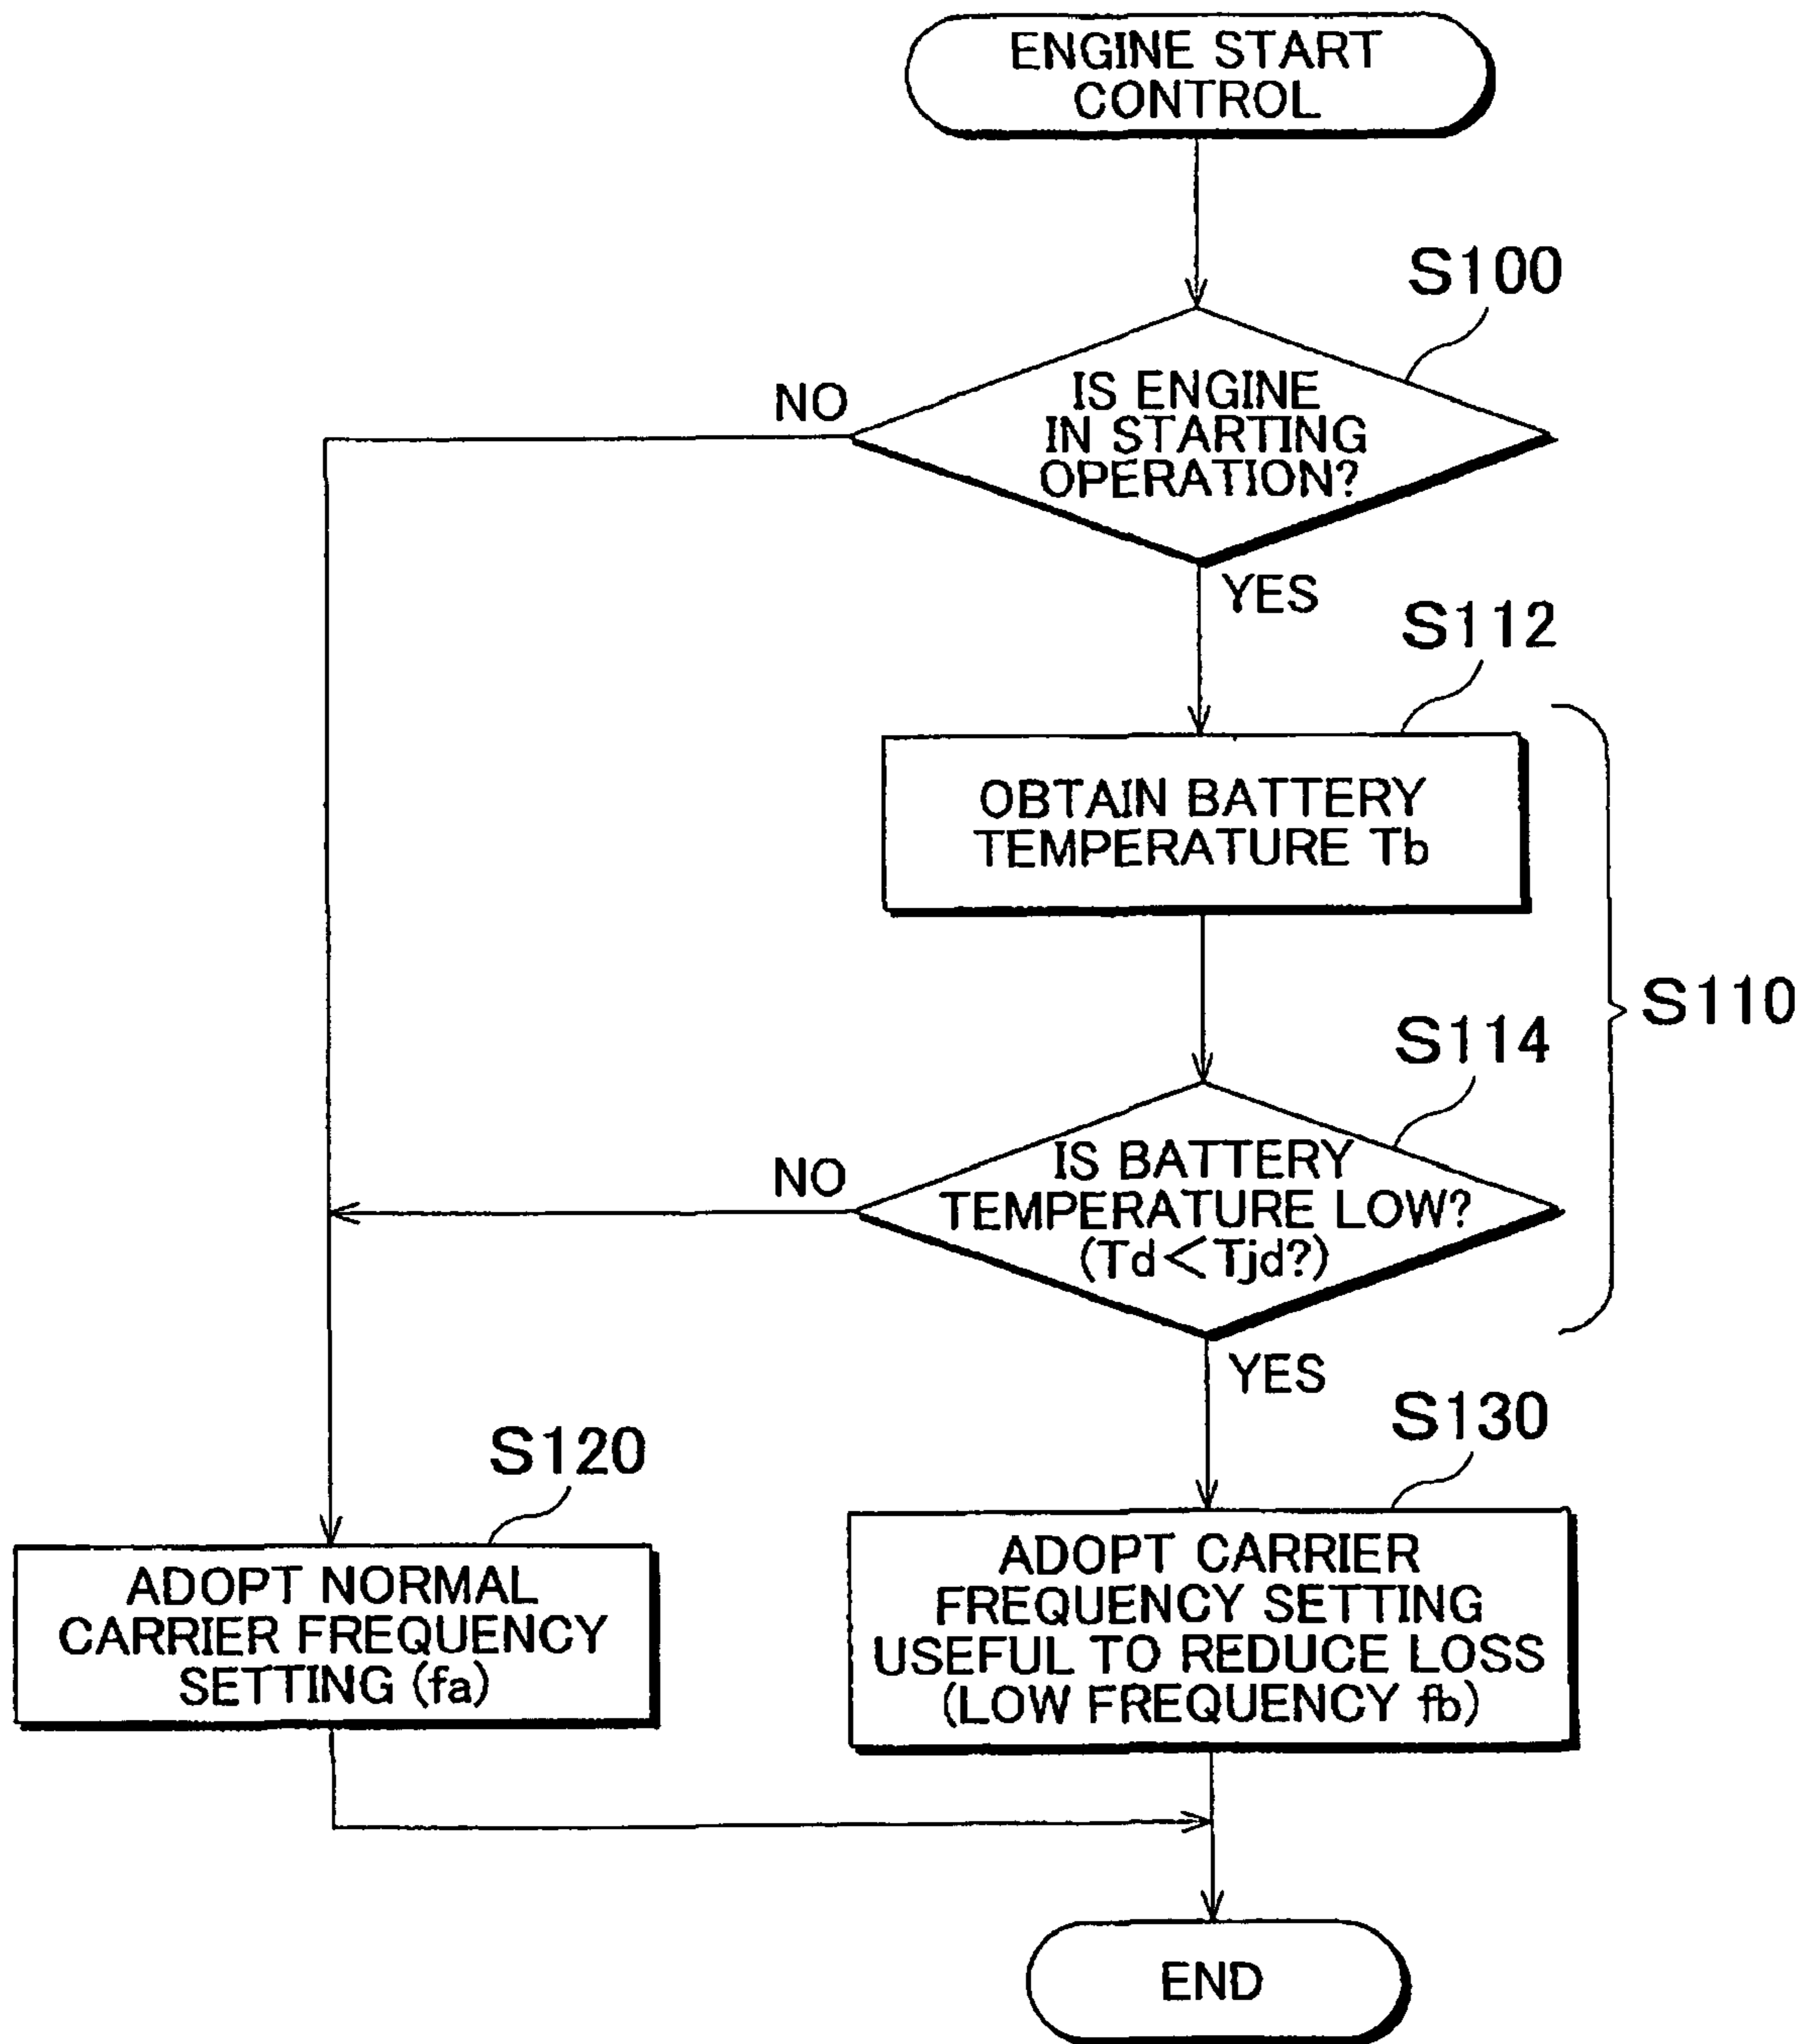 ENGINE START
CONTROL
S100
NO
IS ENGINE
IN STARTING
OPERATION?
YES
S112
OBTAIN BATTERY
TEMPERATURE Tb
S110
S114
NO
IS BATTERY
TEMPERATURE LOW?
(Td<Tjd?)
YES
S120
S130
ADOPT NORMAL
CARRIER FREQUENCY
SETTING (fa)
ADOPT CARRIER
FREQUENCY SETTING
USEFUL TO REDUCE LOSS
(LOW FREQUENCY fb)
END